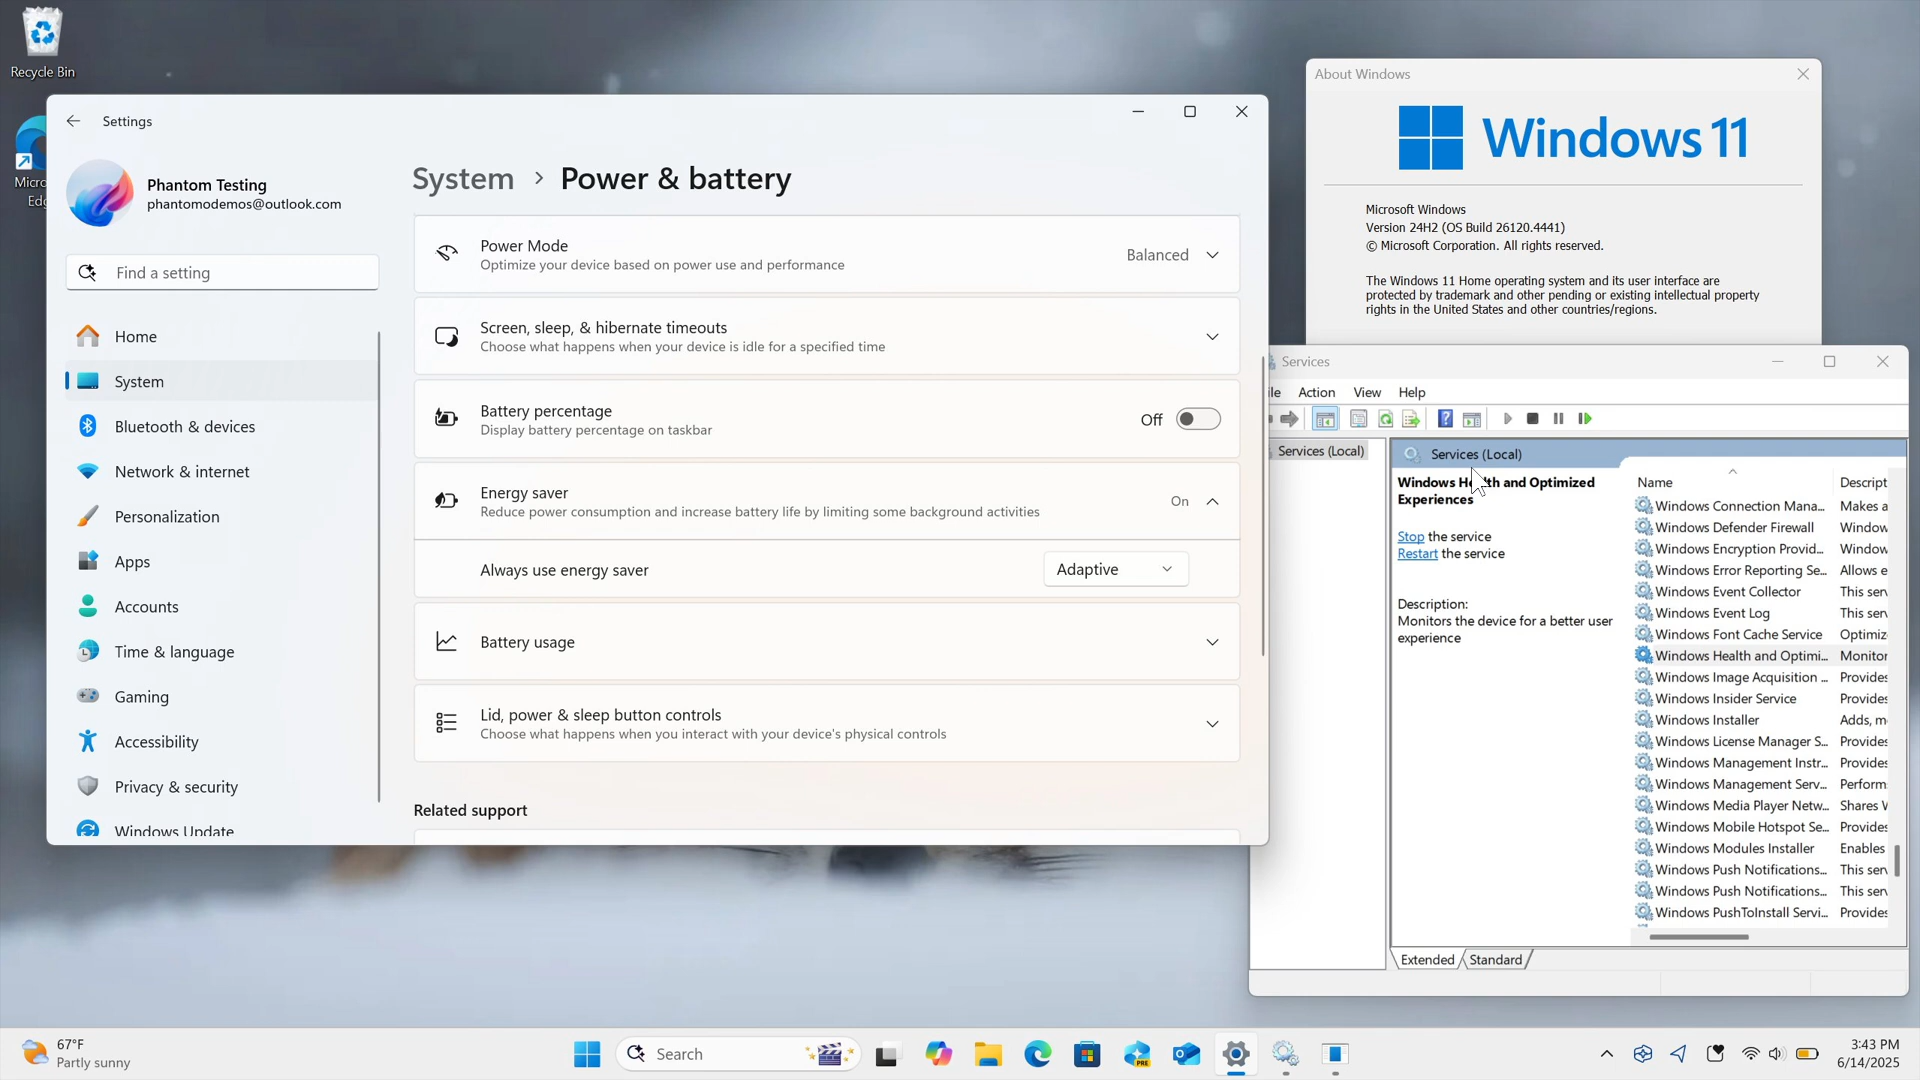 Recycle Bin
Micro
Edg
Settings
Phantom Testing
phantomodemos@outlook.com
Find a setting
Home
System
Bluetooth & devices
Network & internet
Personalization
Apps
Accounts
Time & language
Gaming
Accessibility
Privacy & security
Windows Update
System > Power & battery
Power Mode
Optimize your device based on power use and performance
Balanced
Screen, sleep, & hibernate timeouts
Choose what happens when your device is idle for a specified time
Battery percentage
Display battery percentage on taskbar
Off
Energy saver
Reduce power consumption and increase battery life by limiting some background activities
On
Always use energy saver
Adaptive
Battery usage
Lid, power & sleep button controls
Choose what happens when you interact with your device's physical controls
Related support
About Windows
Windows 11
Microsoft Windows
Version 24H2 (OS Build 26120.4441)
© Microsoft Corporation. All rights reserved.
The Windows 11 Home operating system and its user interface are
protected by trademark and other pending or existing intellectual property
rights in the United States and other countries/regions.
Services
ile Action View Help
Services (Local)
Services (Local)
Windows Health and Optimized
Experiences
Stop the service
Restart the service
Description:
Monitors the device for a better user
experience
Name Descript
Windows Connection Mana... Makes a
Windows Defender Firewall Window
Windows Encryption Provid... Window
Windows Error Reporting Se... Allows e
Windows Event Collector This serv
Windows Event Log This serv
Windows Font Cache Service Optimiz
Windows Health and Optimi... Monitor
Windows Image Acquisition ... Provides
Windows Insider Service Provides
Windows Installer Adds, m
Windows License Manager S... Provides
Windows Management Instr... Provides
Windows Management Serv... Perform
Windows Media Player Netw... Shares W
Windows Mobile Hotspot Se... Provides
Windows Modules Installer Enables
Windows Push Notifications... This serv
Windows Push Notifications... This serv
Windows PushToInstall Servi... Provides
Extended Standard
67°F
Partly sunny
Search
PRE
3:43 PM
6/14/2025